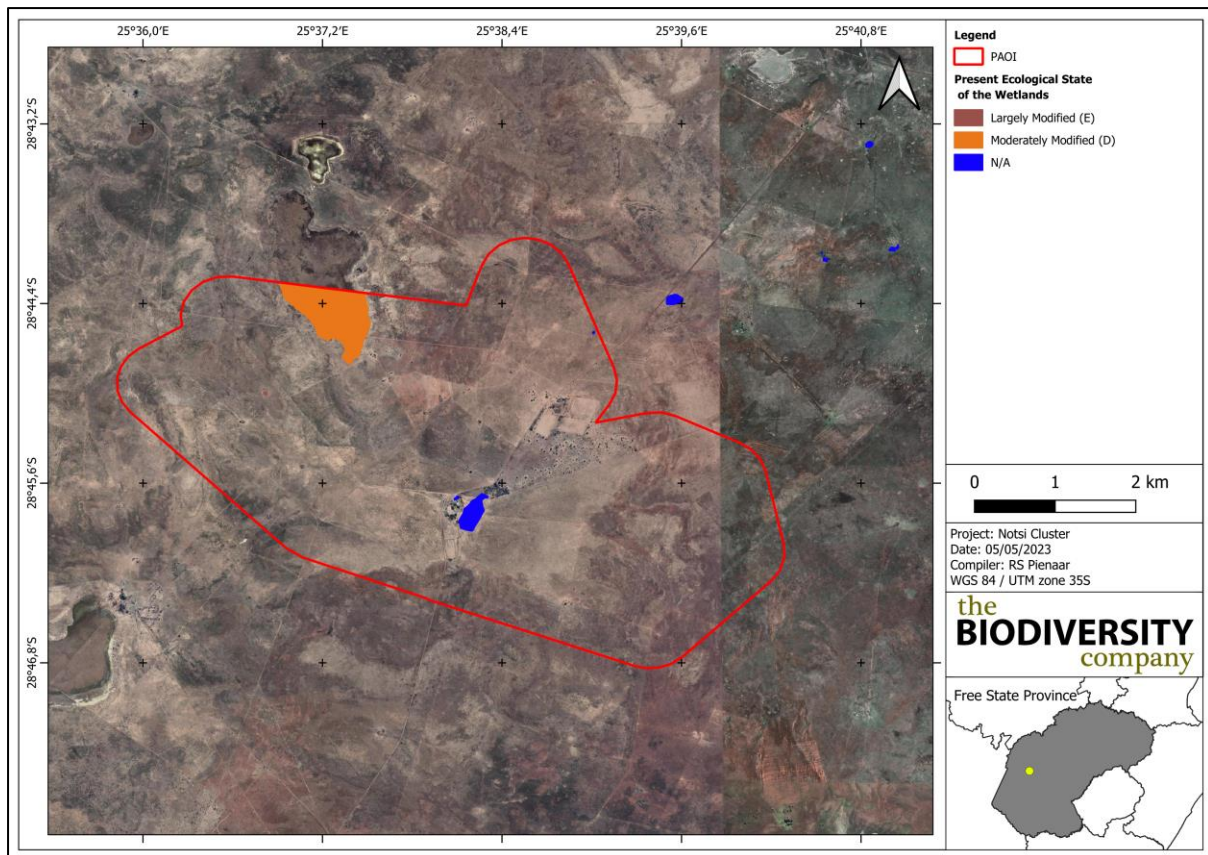 25°36,0'E
25°37,2'E
25°38,4'E
25°39,6'E
25°40,8'E
28°43,2'S
28°44,4'S
28°45,6'S
28°46,8'S
Legend
PAOI
Present Ecological State
of the Wetlands
Largely Modified (E)
Moderately Modified (D)
N/A
0 1 2 km
Project: Notsi Cluster
Date: 05/05/2023
Compiler: RS Pienaar
WGS 84 / UTM zone 35S
the
BIODIVERSITY
company
Free State Province